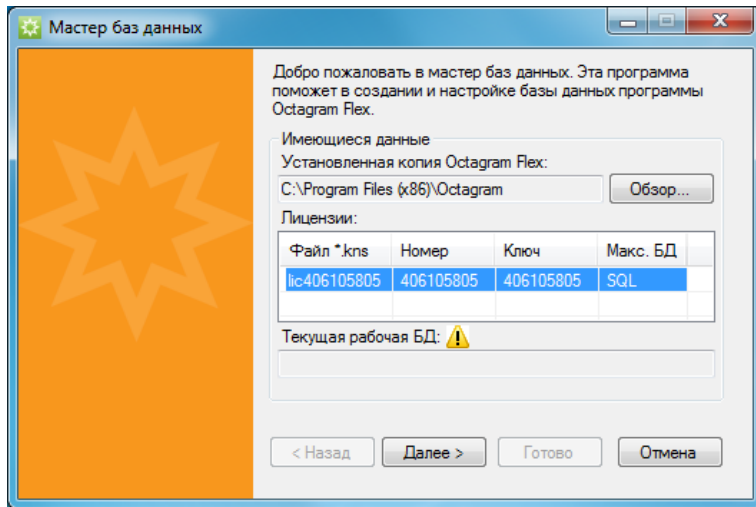 Мастер баз данных
Добро пожаловать в мастер баз данных. Эта программа
поможет в создании и настройке базы данных программы
Octagram Flex.
Имеющиеся данные
Установленная копия Octagram Flex:
C:\Program Files (x86)\Octagram
Обзор...
Лицензии:
Файл *.kns Номер Ключ Макс. БД
lic406105805 406105805 406105805 SQL
Текущая рабочая БД:
< Назад Далее > Готово Отмена